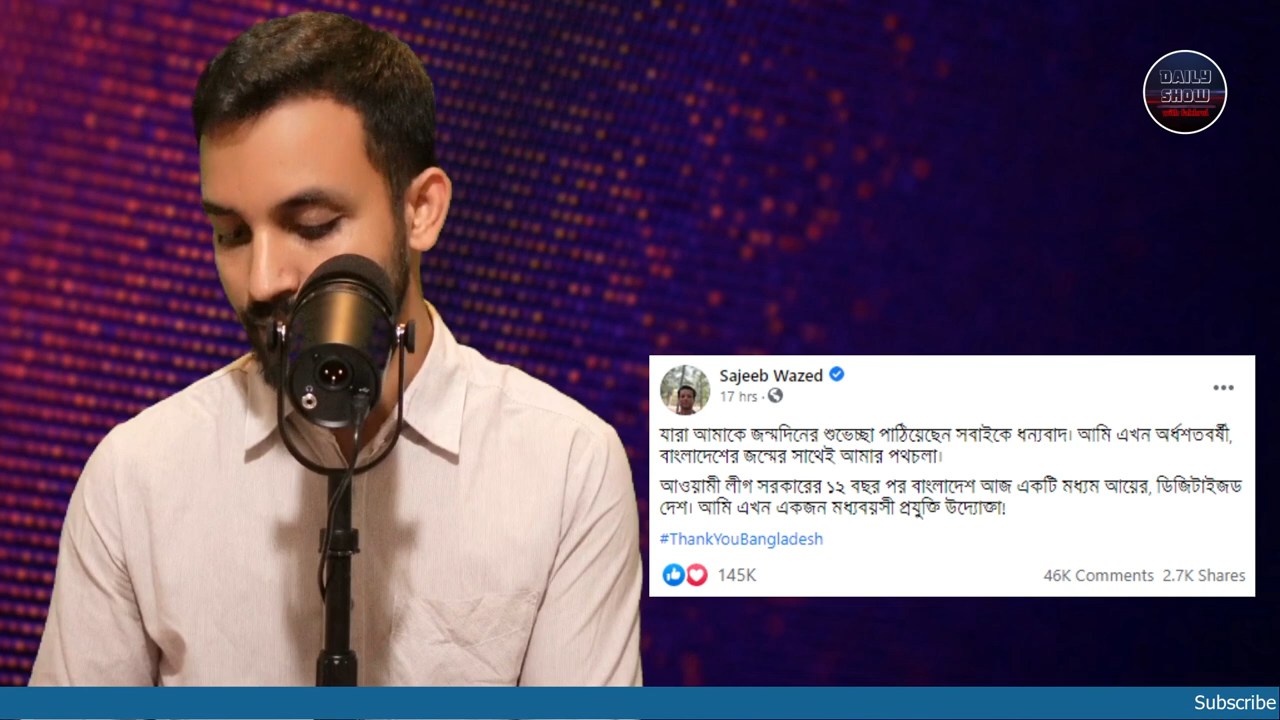 DAILY
SHOW
Sajeeb Wazed
17 hrs ·
যারা আমাকে জন্মদিনের শুভেচ্ছা পাঠিয়েছেন সবাইকে ধন্যবাদ। আমি এখন অর্ধশতবর্ষী,
বাংলাদেশের জন্মের সাথেই আমার পথচলা।
আওয়ামী লীগ সরকারের ১২ বছর পর বাংলাদেশ আজ একটি মধ্যম আয়ের, ডিজিটাইজড
দেশ। আমি এখন একজন মধ্যবয়সী প্রযুক্তি উদ্যোক্তা!
#ThankYouBangladesh
145K 46K Comments 2.7K Shares
Subscribe